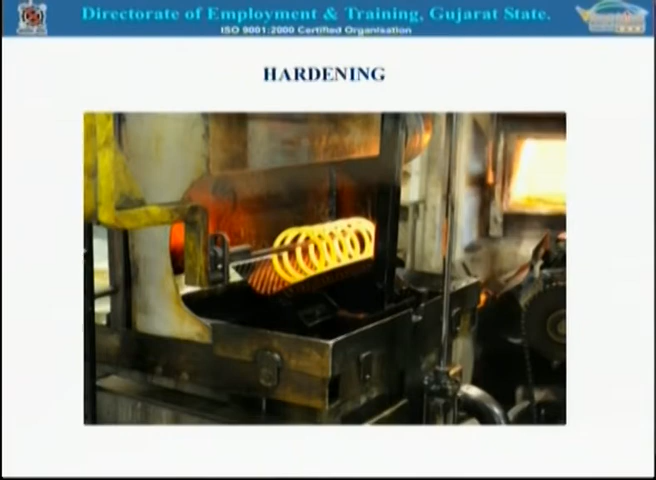 Directorate of Employment & Training, Gujarat State.
ISO 9001:2000 Certified Organisation
HARDENING